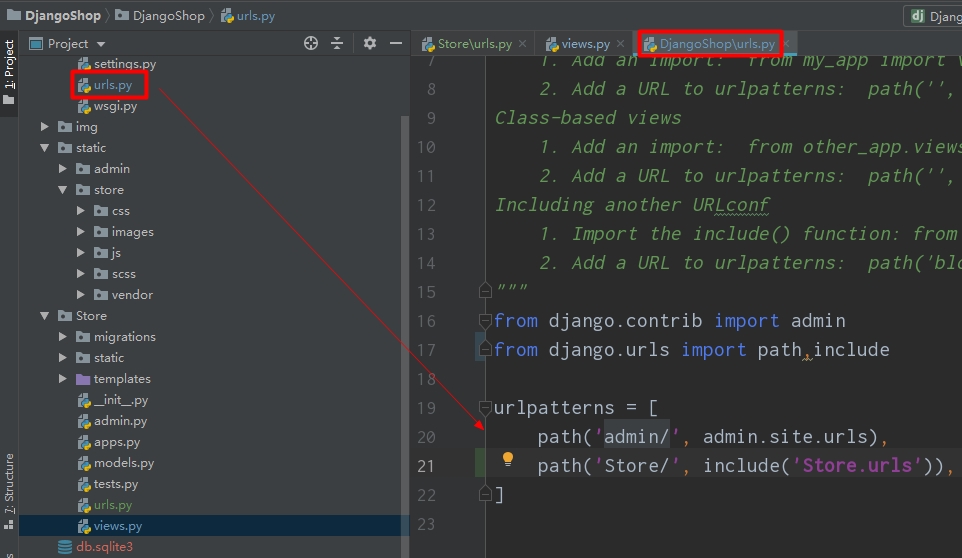 DjangoShop DjangoShop urls.py
Djang
1: Project
7: Structure
Project
settings.py
urls.py
wsgi.py
img
static
admin
store
css
images
js
scss
vendor
Store
migrations
static
templates
__init__.py
admin.py
apps.py
models.py
tests.py
urls.py
views.py
db.sqlite3
Store\urls.py views.py DjangoShop\urls.py
7 1. Add an import:  from my_app import v
8 2. Add a URL to urlpatterns:  path('',
9 Class-based views
10 1. Add an import:  from other_app.views
11 2. Add a URL to urlpatterns:  path('',
12 Including another URLconf
13 1. Import the include() function: from
14 2. Add a URL to urlpatterns:  path('blo
15 """
16 from django.contrib import admin
17 from django.urls import path,include
18
19 urlpatterns = [
20 path('admin/', admin.site.urls),
21 path('Store/', include('Store.urls')),
22 ]
23